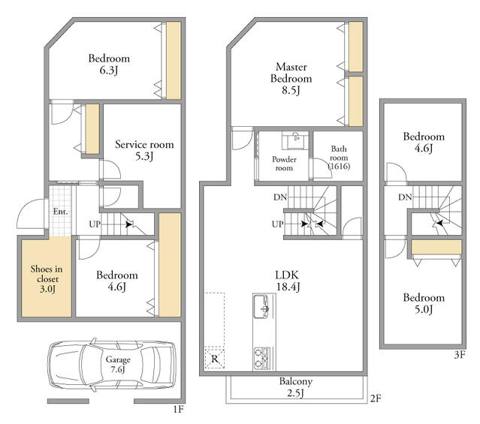 Bedroom
6.3J
Service room
5.3J
Ent.
UP
Shoes in
closet
3.0J
Bedroom
4.6J
Garage
7.6J
1F
Master
Bedroom
8.5J
Powder
room
Bath
room
(1616)
DN
UP
LDK
18.4J
R
Balcony
2.5J
2F
Bedroom
4.6J
DN
Bedroom
5.0J
3F